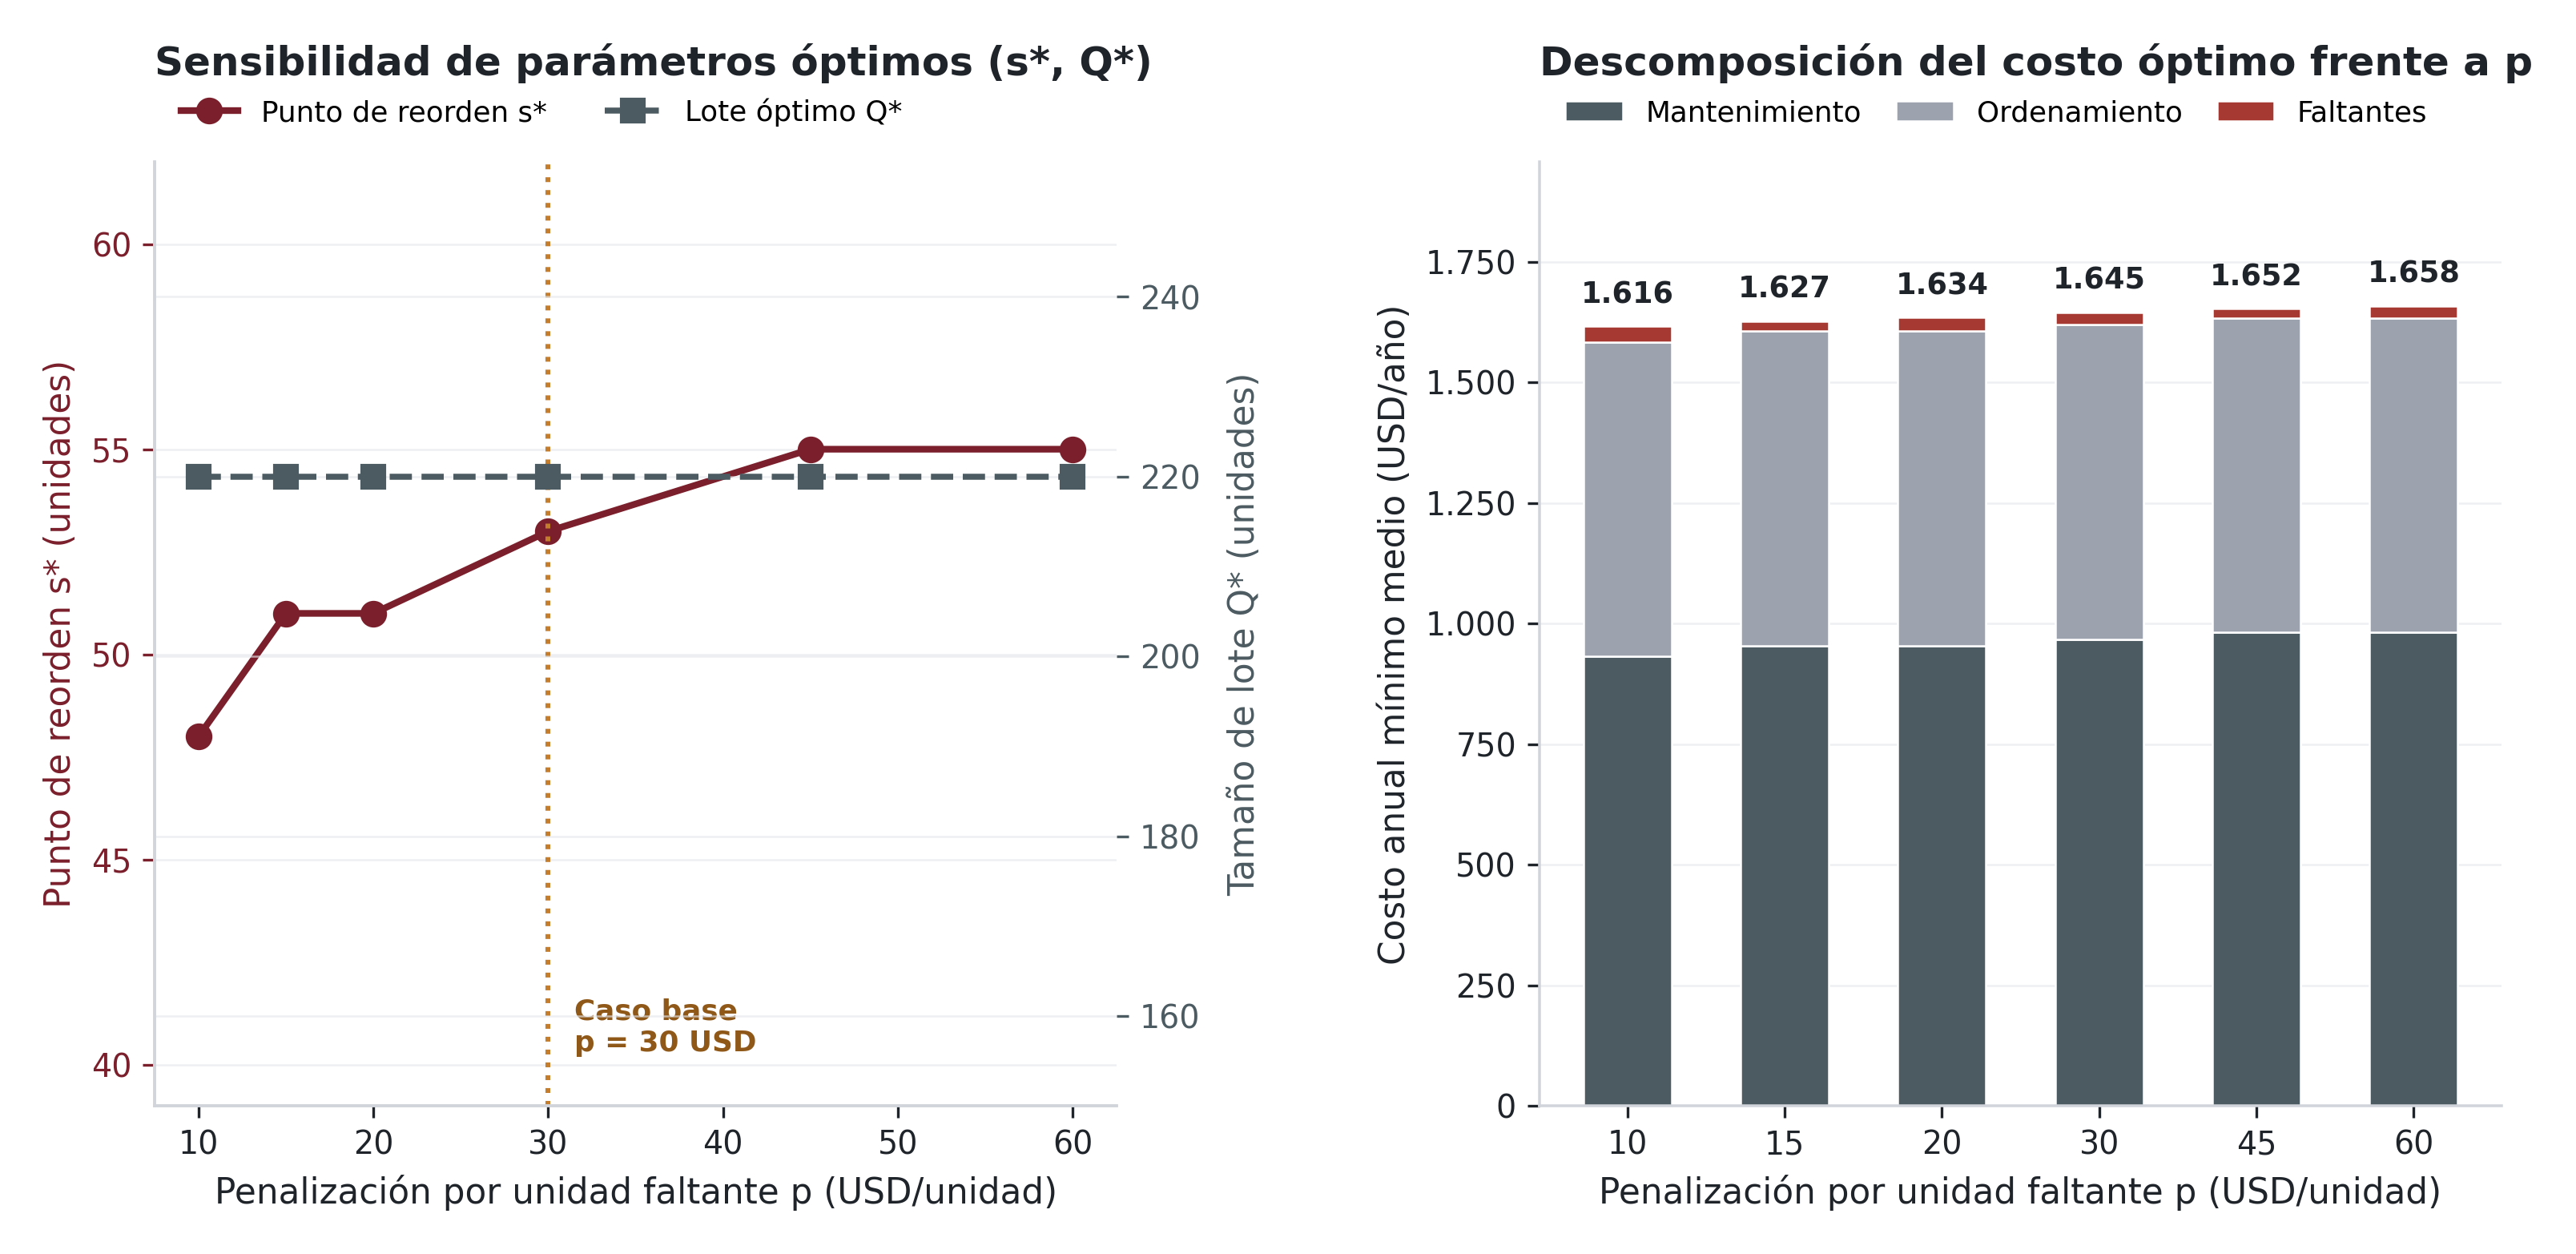 Sensibilidad de parámetros óptimos (s*, Q*)
Punto de reorden s*
Lote óptimo Q*
Punto de reorden s* (unidades)
60
55
50
45
40
240
220
200
180
160
Tamaño de lote Q* (unidades)
Caso base
p = 30 USD
10
20
30
40
50
60
Penalización por unidad faltante p (USD/unidad)
Descomposición del costo óptimo frente a p
Mantenimiento
Ordenamiento
Faltantes
Costo anual mínimo medio (USD/año)
1.750
1.500
1.250
1.000
750
500
250
0
1.616
1.627
1.634
1.645
1.652
1.658
10
15
20
30
45
60
Penalización por unidad faltante p (USD/unidad)